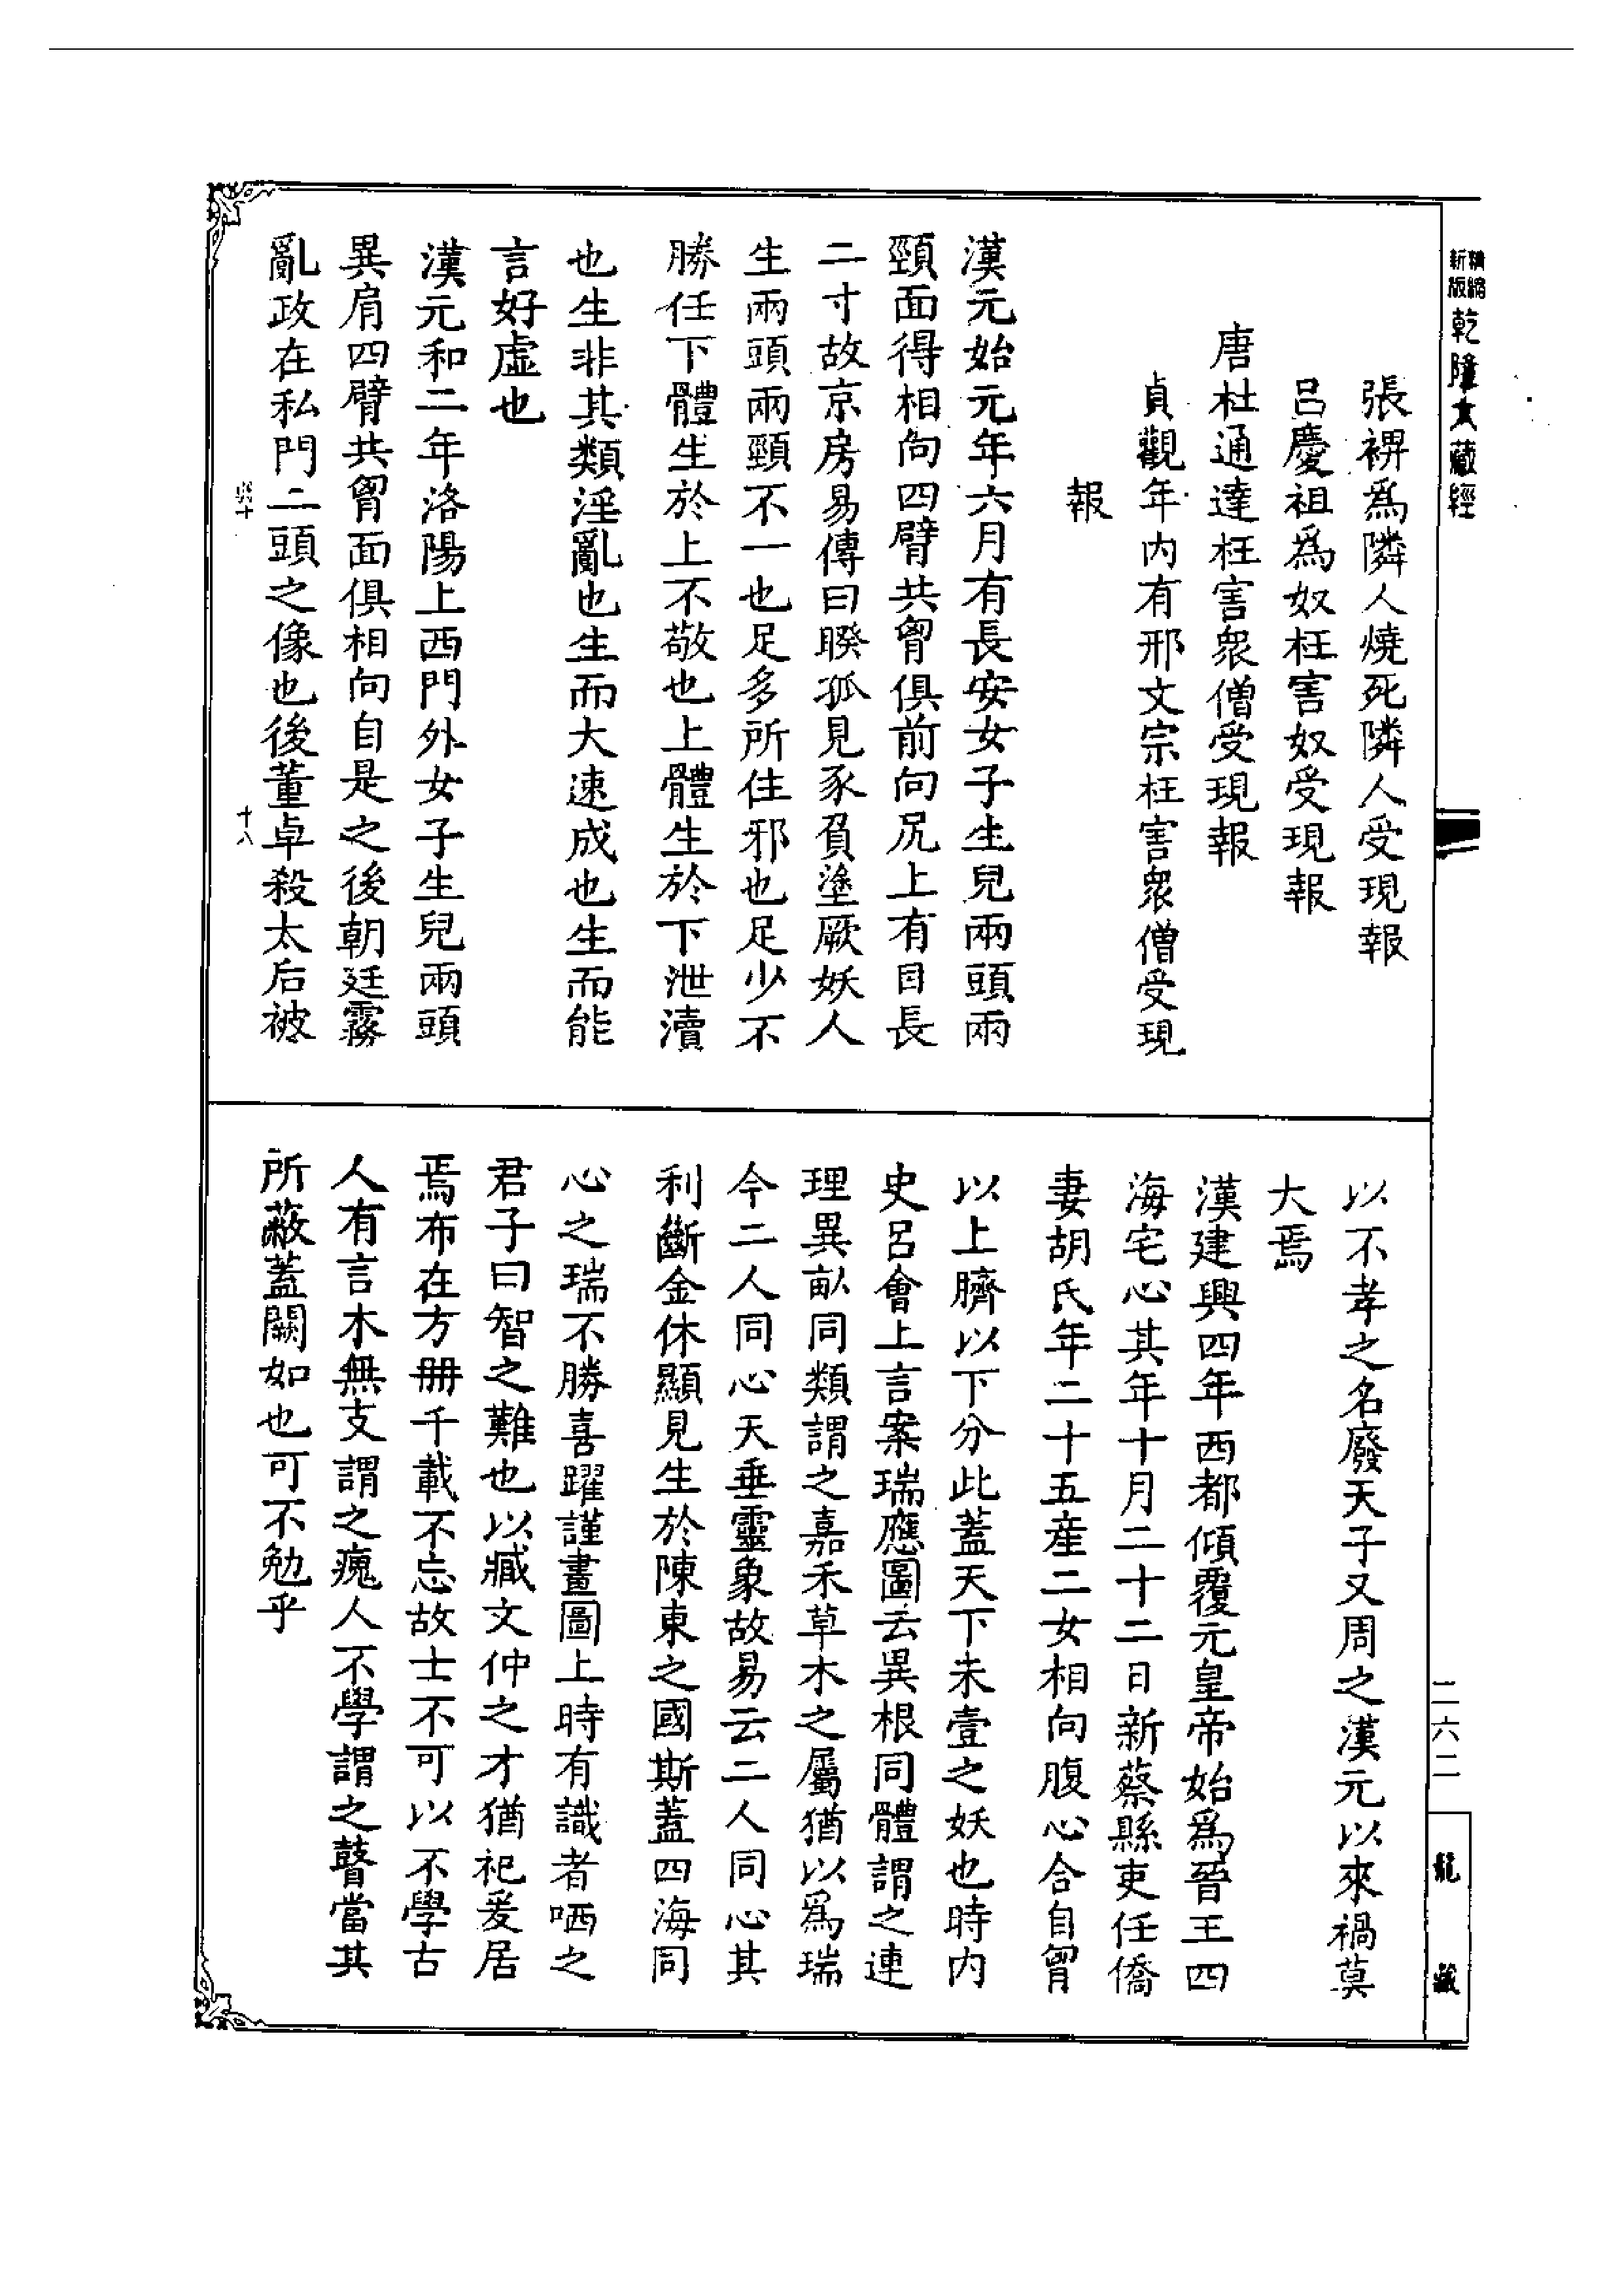 精縮新版乾隆大藏經
張裨爲隣人燒死隣人受現報
呂慶祖爲奴枉害奴受現報
唐杜通達枉害衆僧受現報
貞觀年內有邢文宗枉害衆僧受現
報
漢元始元年六月有長安女子生兒兩頭兩
頸面得相向四臂共胷俱前向尻上有目長
二寸故京房易傳曰睽孤見豕負塗厥妖人
生兩頭兩頸不一也足多所住邪也足少不
勝任下體生於上不敬也上體生於下泄瀆
也生非其類淫亂也生而大速成也生而能
言好虛也
漢元和二年洛陽上西門外女子生兒兩頭
異肩四臂共胷面俱相向自是之後朝廷霧
亂政在私門二頭之像也後董卓殺太后被
十八
以不孝之名廢天子又周之漢元以來禍莫
大焉
漢建興四年西都傾覆元皇帝始爲晉王四
海宅心其年十月二十二日新蔡縣吏任僑
妻胡氏年二十五產二女相向腹心合自胷
以上臍以下分此蓋天下未壹之妖也時內
史呂會上言案瑞應圖云異根同體謂之連
理異畝同類謂之嘉禾草木之屬猶以爲瑞
今二人同心天垂靈象故易云二人同心其
利斷金休顯見生於陳東之國斯蓋四海同
心之瑞不勝喜躍謹畫圖上時有識者哂之
君子曰智之難也以臧文仲之才猶祀爰居
焉布在方冊千載不忘故士不可以不學古
人有言木無支謂之瘣人不學謂之瞽當其
所蔽蓋闕如也可不勉乎
二六二
龍藏